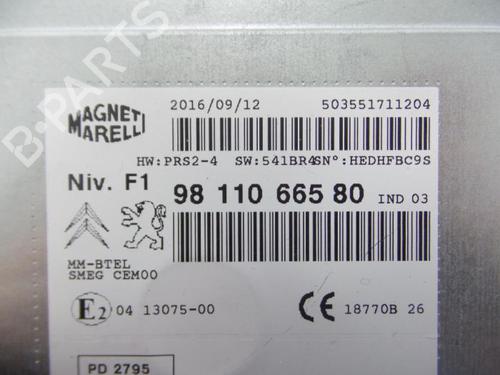 B-PARTS
MAGNETI MARELLI
2016/09/12 503551711204
HW:PRS2-4 SW:541BR4SN°:HEDHFBC9S
Niv. F1 98 110 665 80 IND 03
MM-BTEL
SMEG CEM00
E2 04 13075-00 CE 18770B 26
PD 2795